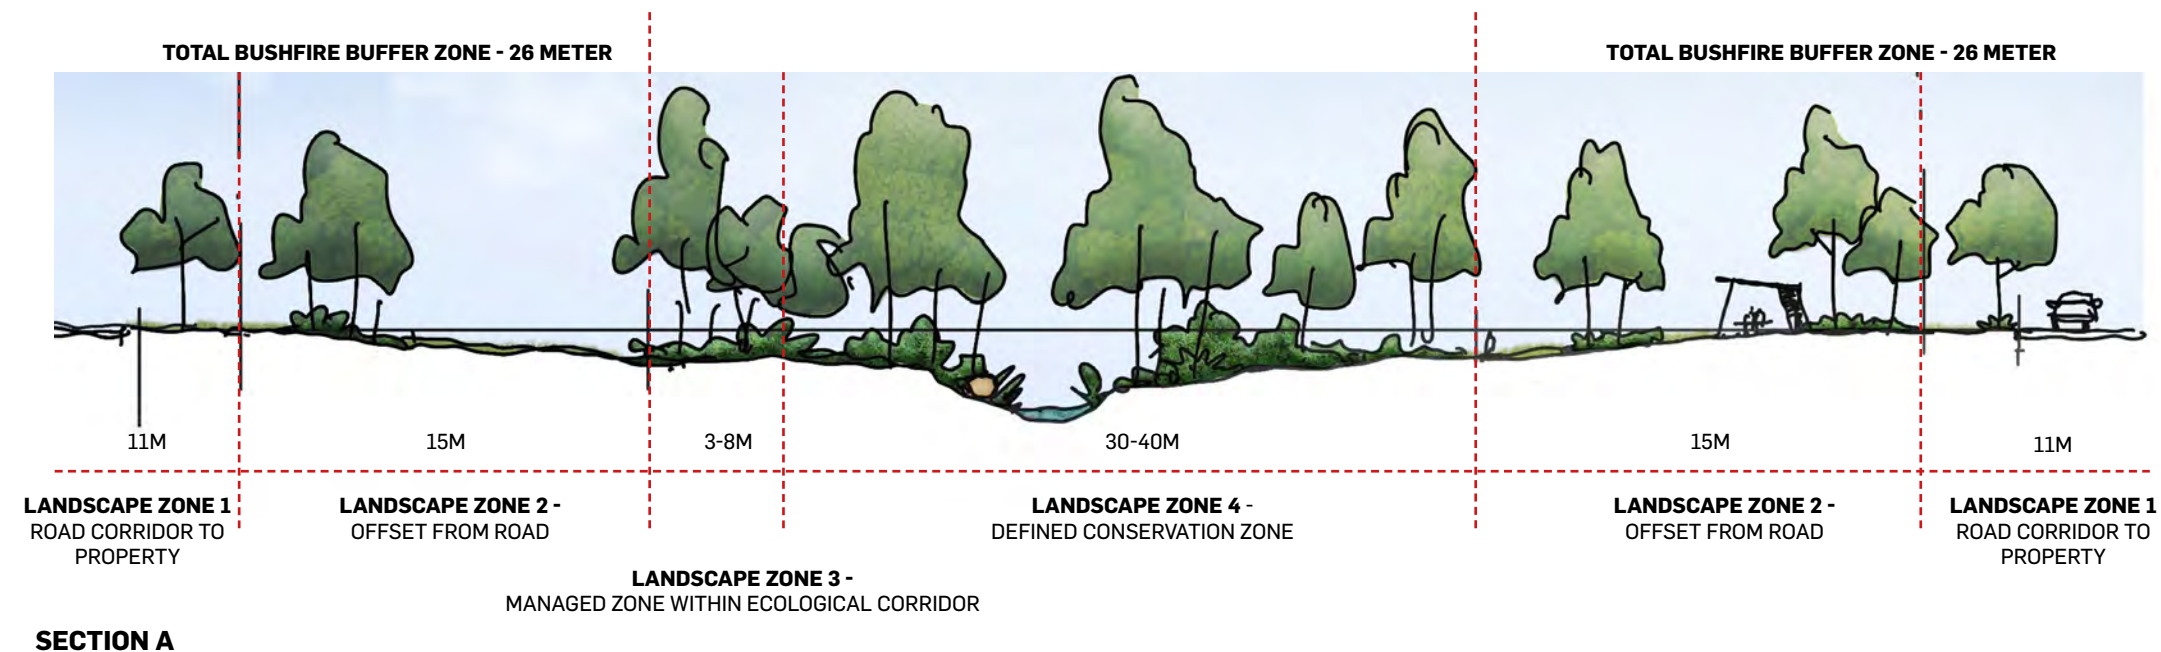 TOTAL BUSHFIRE BUFFER ZONE - 26 METER
TOTAL BUSHFIRE BUFFER ZONE - 26 METER
11M
15M
3-8M
30-40M
15M
11M
LANDSCAPE ZONE 1
ROAD CORRIDOR TO
PROPERTY
LANDSCAPE ZONE 2 -
OFFSET FROM ROAD
LANDSCAPE ZONE 3 -
MANAGED ZONE WITHIN ECOLOGICAL CORRIDOR
LANDSCAPE ZONE 4 -
DEFINED CONSERVATION ZONE
LANDSCAPE ZONE 2 -
OFFSET FROM ROAD
LANDSCAPE ZONE 1
ROAD CORRIDOR TO
PROPERTY
SECTION A